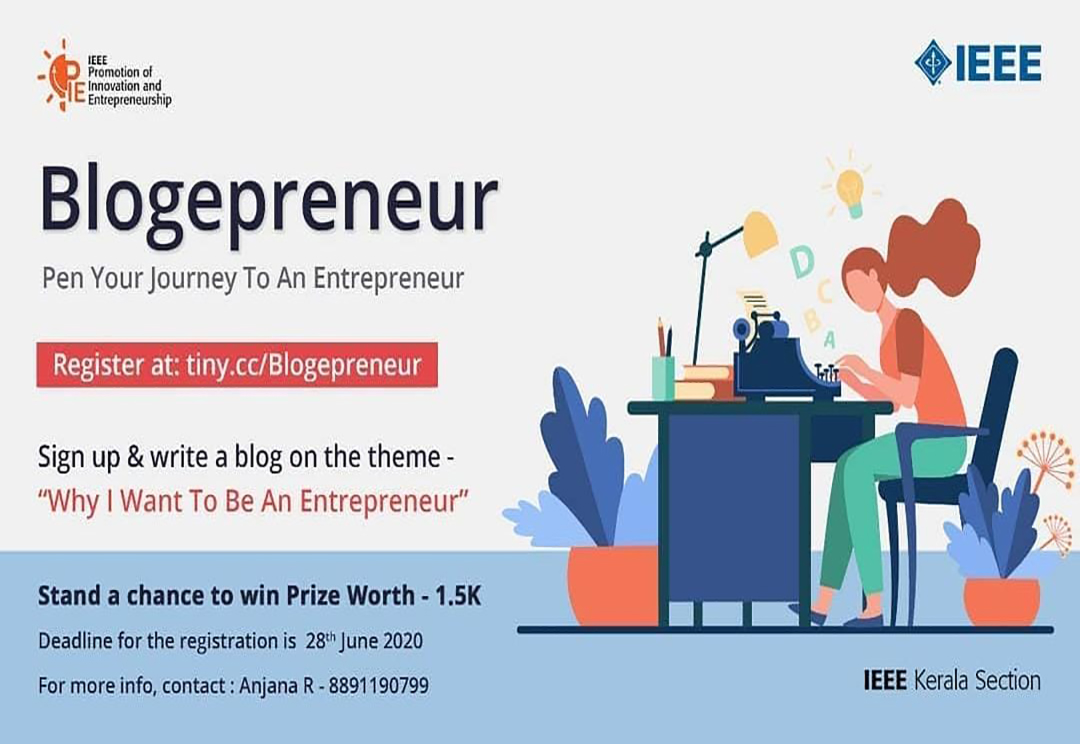 IEEE
Promotion of
Innovation and
Entrepreneurship
PIE
IEEE
Blogepreneur
Pen Your Journey To An Entrepreneur
Register at: tiny.cc/Blogepreneur
Sign up & write a blog on the theme -
“Why I Want To Be An Entrepreneur”
D
C
B
A
Stand a chance to win Prize Worth - 1.5K
Deadline for the registration is 28th June 2020
For more info, contact : Anjana R - 8891190799
IEEE Kerala Section